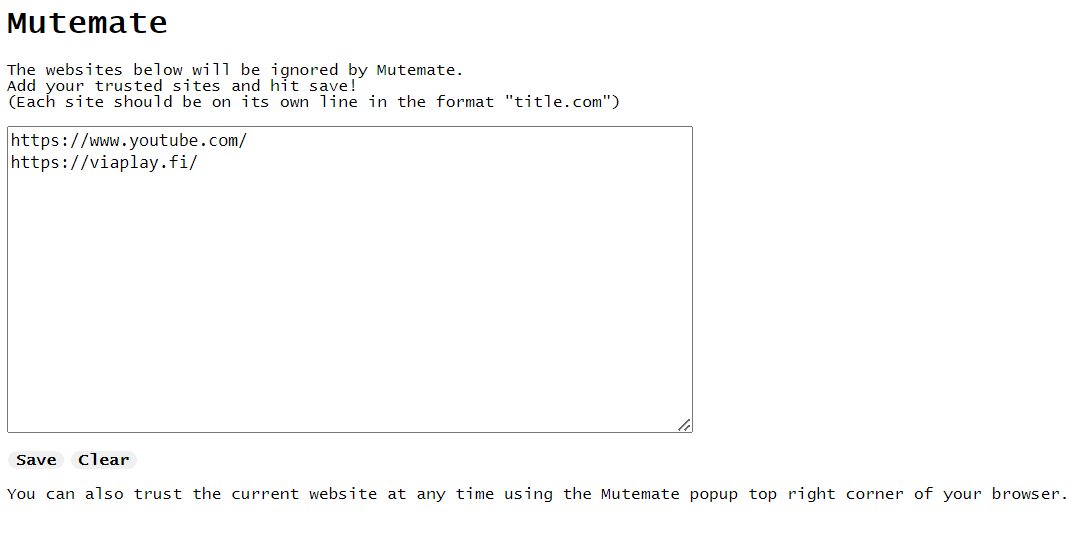 Mutemate
The websites below will be ignored by Mutemate.
Add your trusted sites and hit save!
(Each site should be on its own line in the format "title.com")
https://www.youtube.com/
https://viaplay.fi/
Save Clear
You can also trust the current website at any time using the Mutemate popup top right corner of your browser.